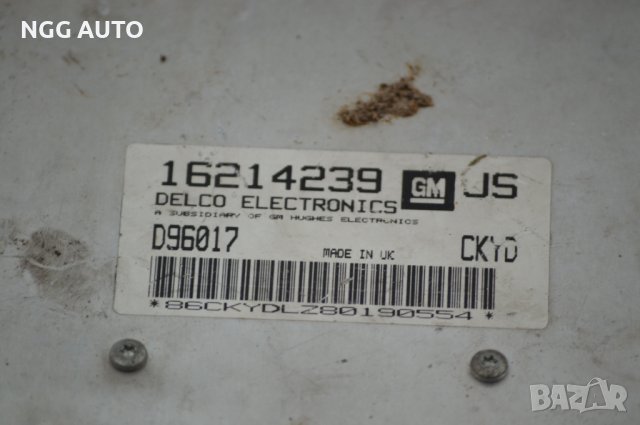 NGG AUTO
16214239 GM JS
DELCO ELECTRONICS
A SUBSIDIARY OF GM HUGHES ELECTRONICS
D96017 MADE IN UK CKYD
*86CKYDLZ80190554*
BAZAR